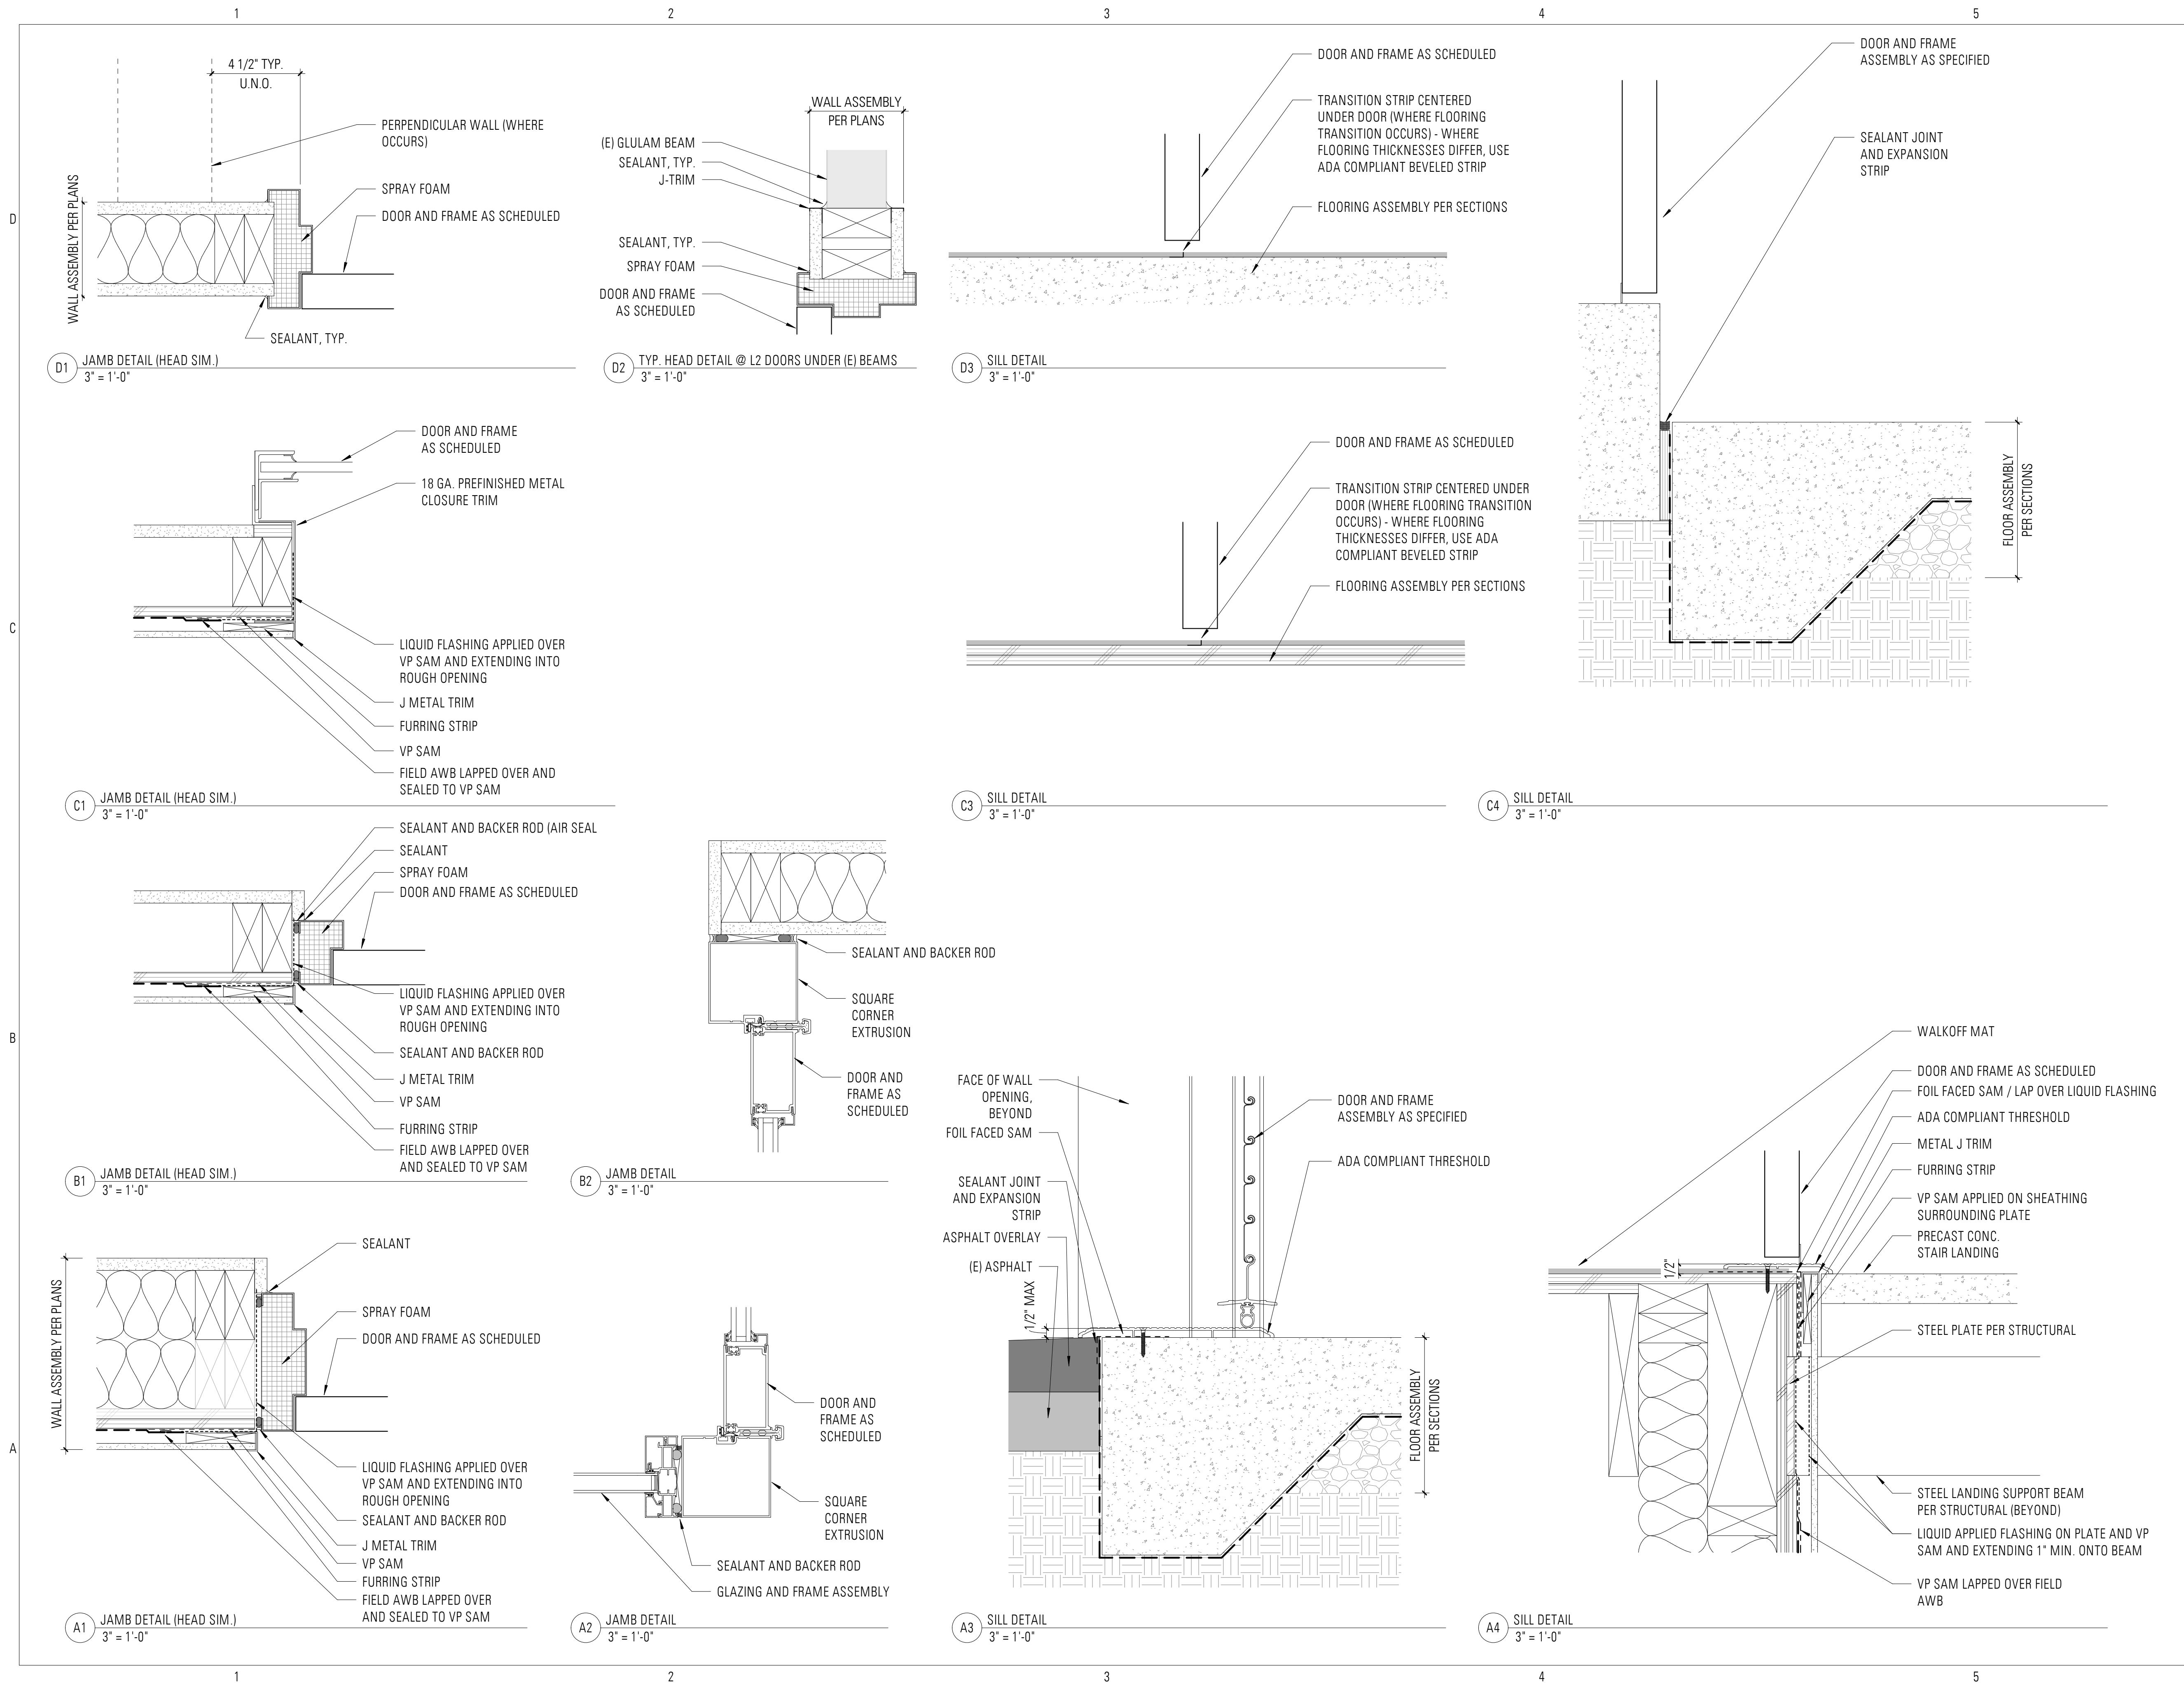 1
2
3
4
5
D
C
B
A
4 1/2" TYP.
U.N.O.
WALL ASSEMBLY PER PLANS
PERPENDICULAR WALL (WHERE
OCCURS)
SPRAY FOAM
DOOR AND FRAME AS SCHEDULED
SEALANT, TYP.
D1
JAMB DETAIL (HEAD SIM.)
3" = 1'-0"
WALL ASSEMBLY
PER PLANS
(E) GLULAM BEAM
SEALANT, TYP.
J-TRIM
SEALANT, TYP.
SPRAY FOAM
DOOR AND FRAME
AS SCHEDULED
D2
TYP. HEAD DETAIL @ L2 DOORS UNDER (E) BEAMS
3" = 1'-0"
DOOR AND FRAME AS SCHEDULED
TRANSITION STRIP CENTERED
UNDER DOOR (WHERE FLOORING
TRANSITION OCCURS) - WHERE
FLOORING THICKNESSES DIFFER, USE
ADA COMPLIANT BEVELED STRIP
FLOORING ASSEMBLY PER SECTIONS
D3
SILL DETAIL
3" = 1'-0"
DOOR AND FRAME
ASSEMBLY AS SPECIFIED
SEALANT JOINT
AND EXPANSION
STRIP
FLOOR ASSEMBLY
PER SECTIONS
C4
SILL DETAIL
3" = 1'-0"
DOOR AND FRAME
AS SCHEDULED
18 GA. PREFINISHED METAL
CLOSURE TRIM
LIQUID FLASHING APPLIED OVER
VP SAM AND EXTENDING INTO
ROUGH OPENING
J METAL TRIM
FURRING STRIP
VP SAM
FIELD AWB LAPPED OVER AND
SEALED TO VP SAM
C1
JAMB DETAIL (HEAD SIM.)
3" = 1'-0"
DOOR AND FRAME AS SCHEDULED
TRANSITION STRIP CENTERED UNDER
DOOR (WHERE FLOORING TRANSITION
OCCURS) - WHERE FLOORING
THICKNESSES DIFFER, USE ADA
COMPLIANT BEVELED STRIP
FLOORING ASSEMBLY PER SECTIONS
C3
SILL DETAIL
3" = 1'-0"
SEALANT AND BACKER ROD (AIR SEAL
SEALANT
SPRAY FOAM
DOOR AND FRAME AS SCHEDULED
LIQUID FLASHING APPLIED OVER
VP SAM AND EXTENDING INTO
ROUGH OPENING
SEALANT AND BACKER ROD
J METAL TRIM
VP SAM
FURRING STRIP
FIELD AWB LAPPED OVER
AND SEALED TO VP SAM
B1
JAMB DETAIL (HEAD SIM.)
3" = 1'-0"
SEALANT AND BACKER ROD
SQUARE
CORNER
EXTRUSION
DOOR AND
FRAME AS
SCHEDULED
B2
JAMB DETAIL
3" = 1'-0"
WALL ASSEMBLY PER PLANS
SEALANT
SPRAY FOAM
DOOR AND FRAME AS SCHEDULED
LIQUID FLASHING APPLIED OVER
VP SAM AND EXTENDING INTO
ROUGH OPENING
SEALANT AND BACKER ROD
J METAL TRIM
VP SAM
FURRING STRIP
FIELD AWB LAPPED OVER
AND SEALED TO VP SAM
A1
JAMB DETAIL (HEAD SIM.)
3" = 1'-0"
DOOR AND
FRAME AS
SCHEDULED
SQUARE
CORNER
EXTRUSION
SEALANT AND BACKER ROD
GLAZING AND FRAME ASSEMBLY
A2
JAMB DETAIL
3" = 1'-0"
FACE OF WALL
OPENING,
BEYOND
FOIL FACED SAM
SEALANT JOINT
AND EXPANSION
STRIP
ASPHALT OVERLAY
(E) ASPHALT
1/2" MAX
DOOR AND FRAME
ASSEMBLY AS SPECIFIED
ADA COMPLIANT THRESHOLD
FLOOR ASSEMBLY
PER SECTIONS
A3
SILL DETAIL
3" = 1'-0"
WALKOFF MAT
DOOR AND FRAME AS SCHEDULED
FOIL FACED SAM / LAP OVER LIQUID FLASHING
ADA COMPLIANT THRESHOLD
METAL J TRIM
FURRING STRIP
VP SAM APPLIED ON SHEATHING
SURROUNDING PLATE
PRECAST CONC.
STAIR LANDING
1/2"
STEEL PLATE PER STRUCTURAL
STEEL LANDING SUPPORT BEAM
PER STRUCTURAL (BEYOND)
LIQUID APPLIED FLASHING ON PLATE AND VP
SAM AND EXTENDING 1" MIN. ONTO BEAM
VP SAM LAPPED OVER FIELD
AWB
A4
SILL DETAIL
3" = 1'-0"
1
2
3
4
5